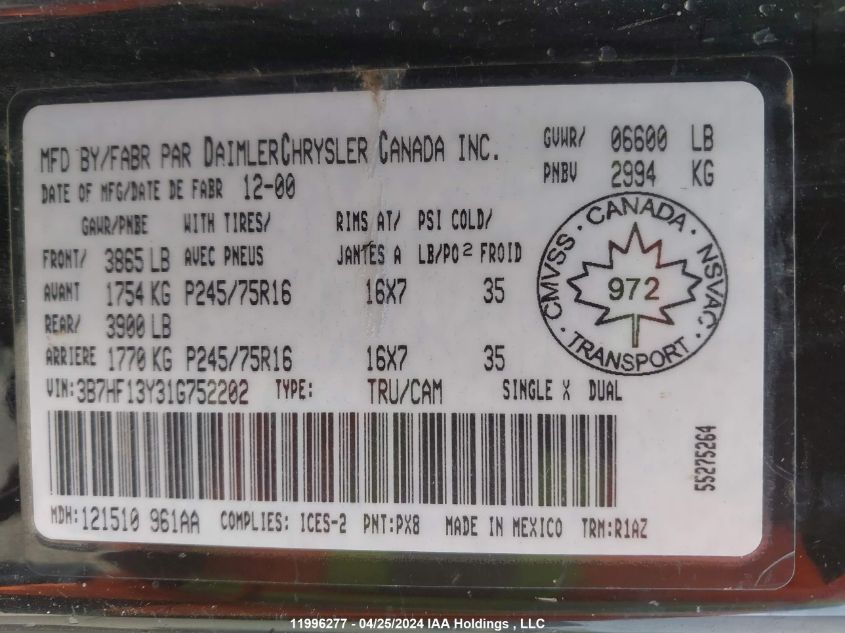 MFD BY/FABR PAR DAIMLERCHRYSLER CANADA INC.
DATE OF MFG/DATE DE FABR 12-00
GVWR/ 06600 LB
PNBV 2994 KG
GAWR/PNBE WITH TIRES/ RIMS AT/ PSI COLD/
FRONT/ 3865 LB AVEC PNEUS JANTES A LB/PO2 FROID
AVANT 1754 KG P245/75R16 16X7 35
REAR/ 3900 LB
ARRIERE 1770 KG P245/75R16 16X7 35
CMVSS · CANADA · NSVAC · TRANSPORT ·
972
VIN:3B7HF13Y31G752202 TYPE: TRU/CAM SINGLE X DUAL
55275264
MDH:121510 961AA COMPLIES: ICES-2 PNT:PX8 MADE IN MEXICO TRM:R1AZ
11996277 - 04/25/2024 IAA Holdings , LLC